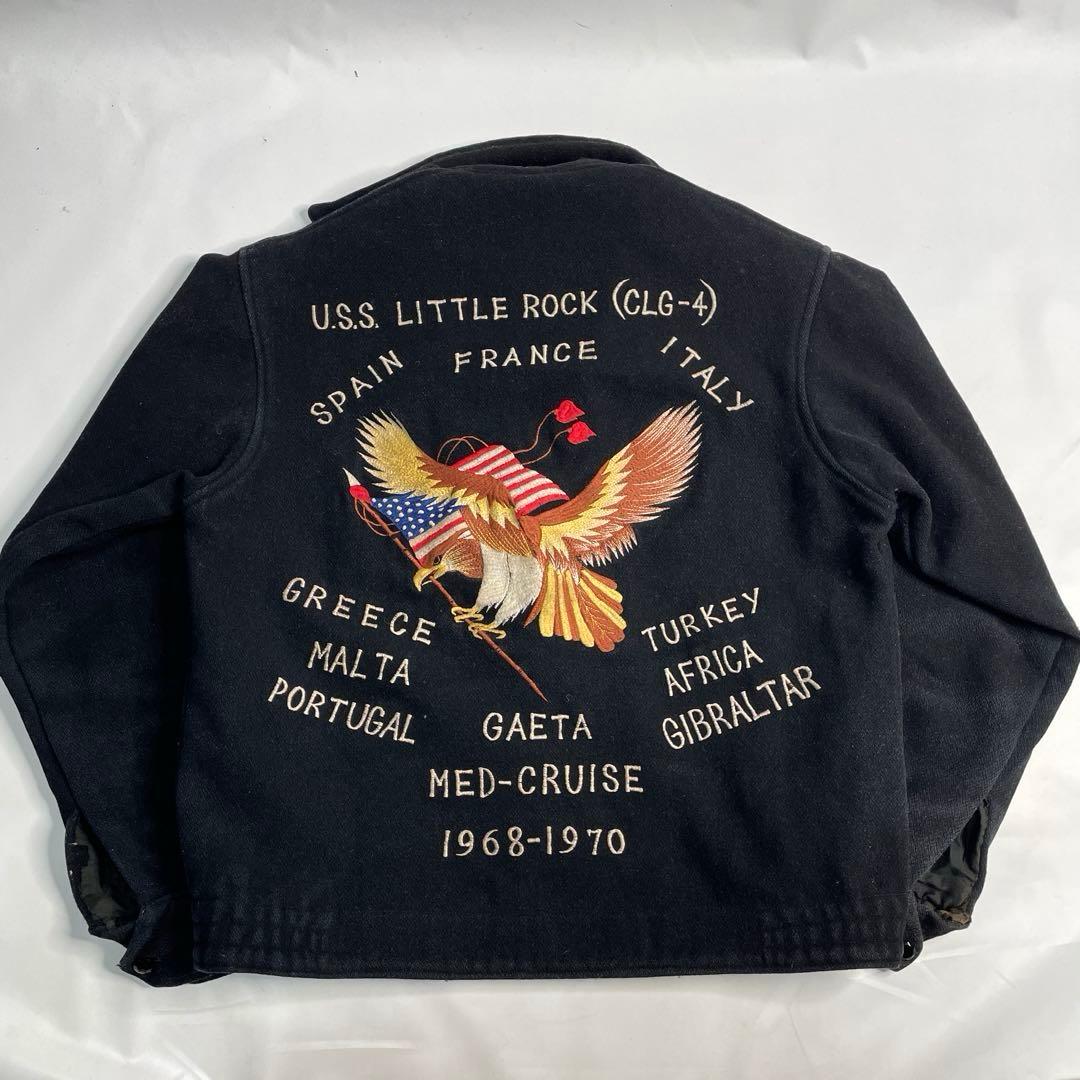 U.S.S. LITTLE ROCK (CLG-4)
SPAIN FRANCE ITALY
GREECE
MALTA
PORTUGAL
TURKEY
AFRICA
GIBRALTAR
GAETA
MED-CRUISE
1968-1970